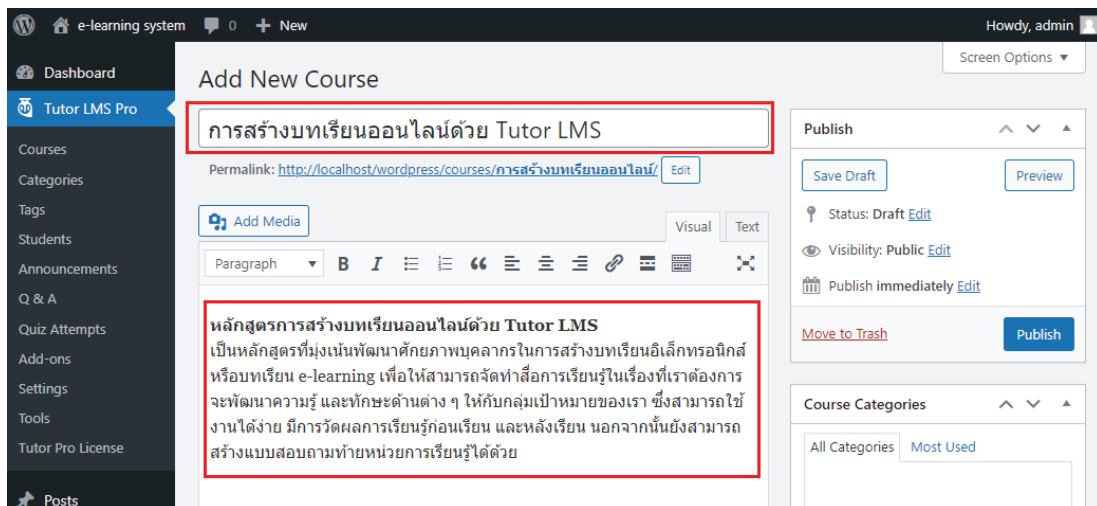 e-learning system 0 + New Howdy, admin
Screen Options ▼
Dashboard
Tutor LMS Pro
Courses
Categories
Tags
Students
Announcements
Q & A
Quiz Attempts
Add-ons
Settings
Tools
Tutor Pro License
Posts
Add New Course
การสร้างบทเรียนออนไลน์ด้วย Tutor LMS
Permalink: http://localhost/wordpress/courses/การสร้างบทเรียนออนไลน์/ Edit
Add Media
Visual Text
Paragraph ▼ B I
หลักสูตรการสร้างบทเรียนออนไลน์ด้วย Tutor LMS
เป็นหลักสูตรที่มุ่งเน้นพัฒนาศักยภาพบุคลากรในการสร้างบทเรียนอิเล็กทรอนิกส์
หรือบทเรียน e-learning เพื่อให้สามารถจัดทำสื่อการเรียนรู้ในเรื่องที่เราต้องการ
จะพัฒนาความรู้ และทักษะด้านต่าง ๆ ให้กับกลุ่มเป้าหมายของเรา ซึ่งสามารถใช้
งานได้ง่าย มีการวัดผลการเรียนรู้ก่อนเรียน และหลังเรียน นอกจากนั้นยังสามารถ
สร้างแบบสอบถามท้ายหน่วยการเรียนรู้ได้ด้วย
Publish
Save Draft Preview
Status: Draft Edit
Visibility: Public Edit
Publish immediately Edit
Move to Trash Publish
Course Categories
All Categories Most Used